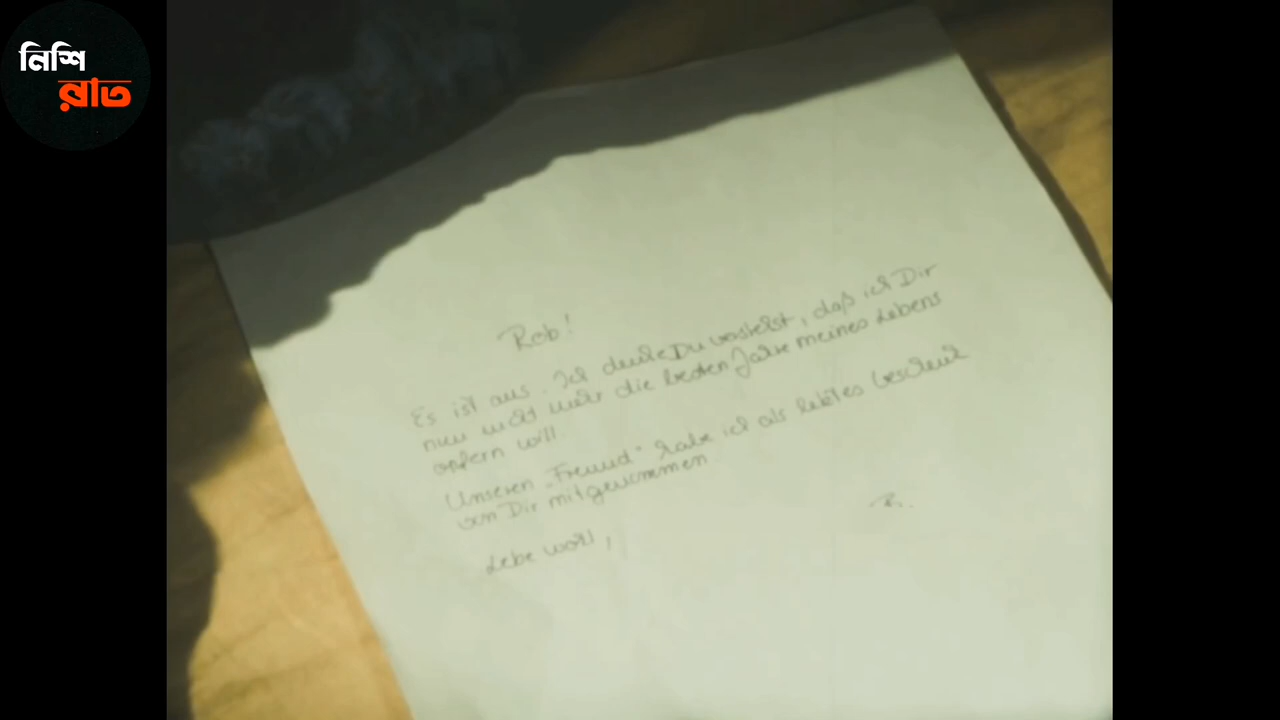 নিশি
রাত
Rob!
Es ist aus. Ich denke Du verstehst, daß ich Dir
nun nicht mehr die besten Jahre meines Lebens
opfern will.
Unseren „Freund" habe ich als letztes Geschenk
von Dir mitgenommen
Lebe wohl,